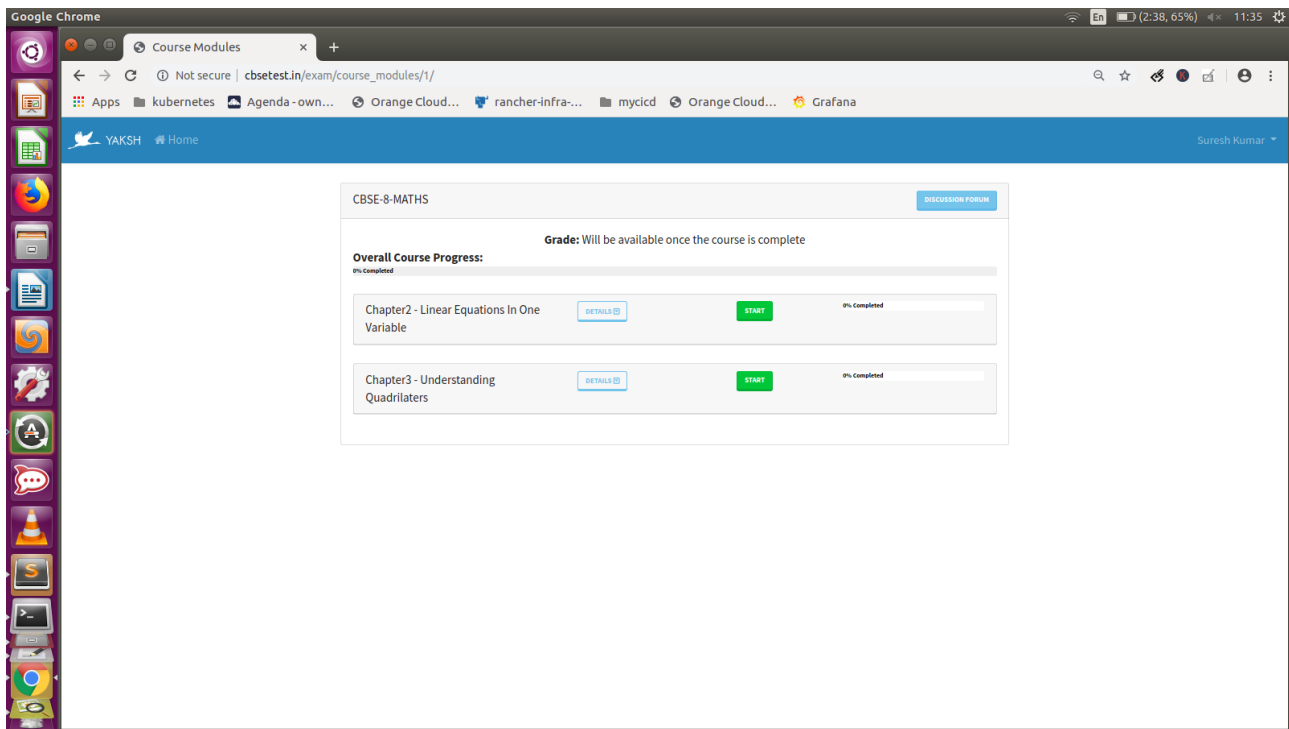 Google Chrome
En (2:38, 65%) 11:35
Course Modules × +
Not secure | cbsetest.in/exam/course_modules/1/
Apps kubernetes Agenda - own... Orange Cloud... rancher-infra-... mycicd Orange Cloud... Grafana
YAKSH Home Suresh Kumar
CBSE-8-MATHS DISCUSSION FORUM
Grade: Will be available once the course is complete
Overall Course Progress:
0% Completed
Chapter2 - Linear Equations In One
Variable
DETAILS START 0% Completed
Chapter3 - Understanding
Quadrilaters
DETAILS START 0% Completed